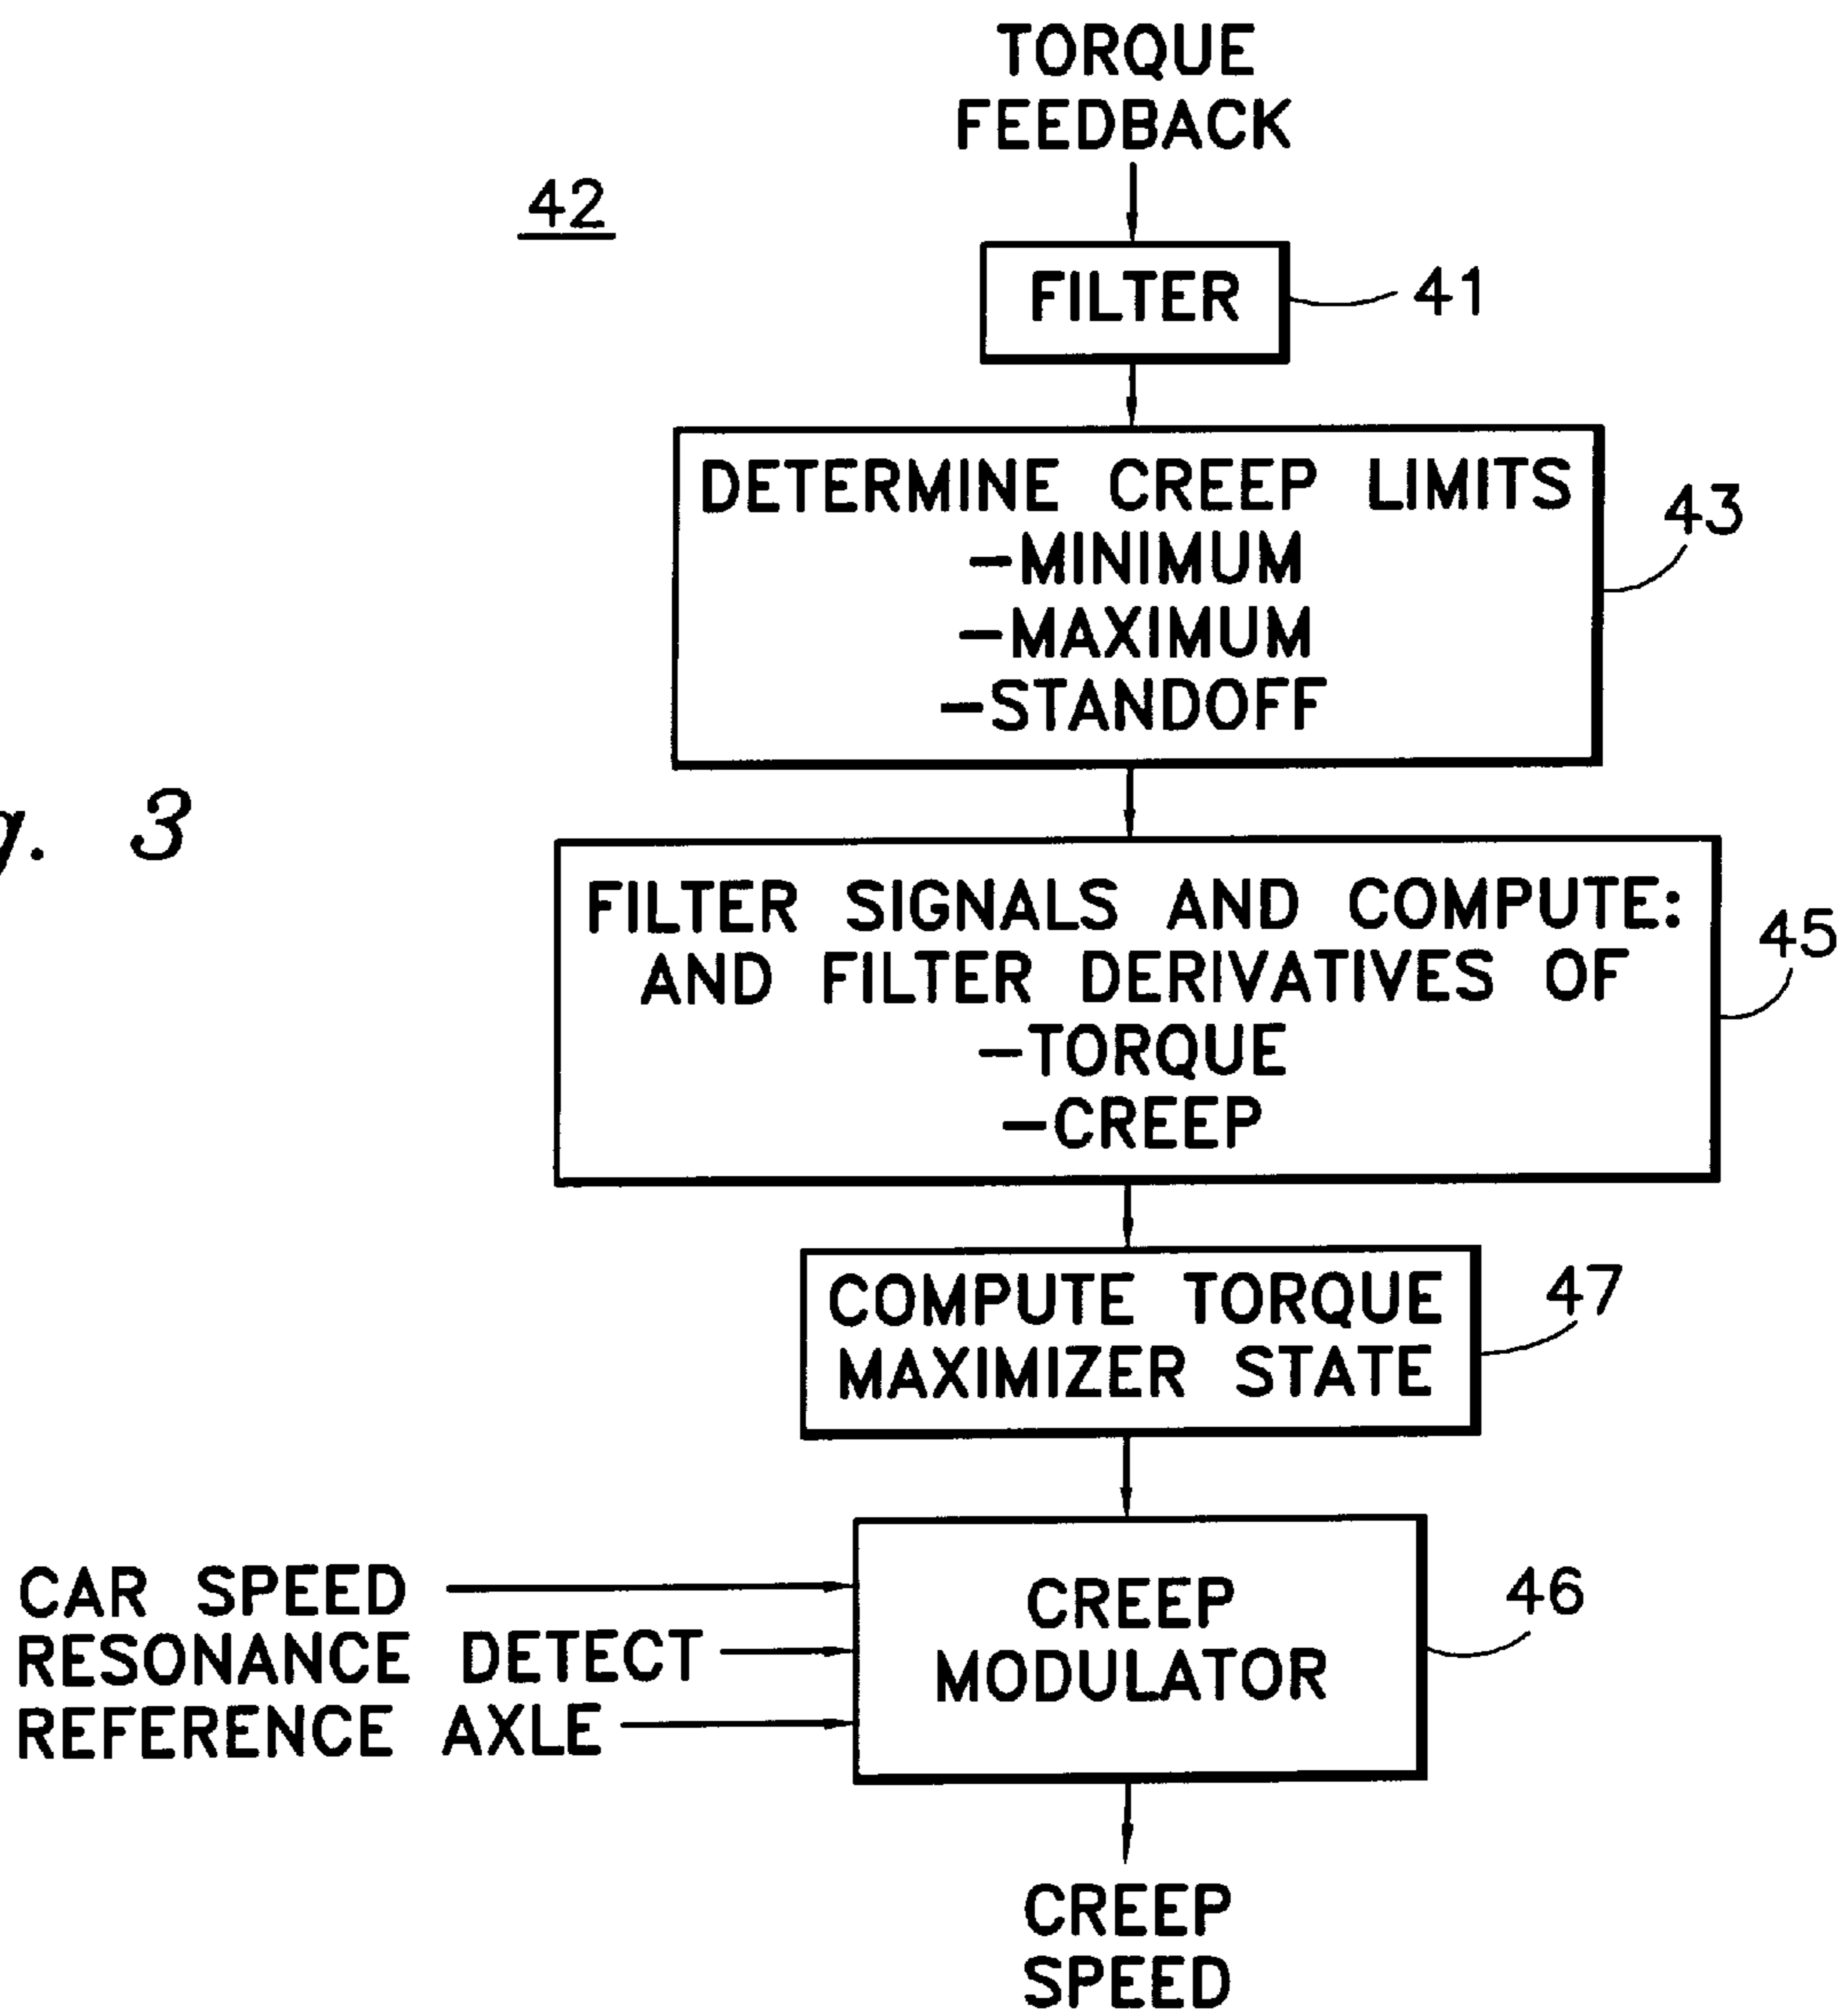 TORQUE
FEEDBACK
42
FILTER
41
DETERMINE CREEP LIMITS
-MINIMUM
-MAXIMUM
-STANDOFF
43
3
FILTER SIGNALS AND COMPUTE:
AND FILTER DERIVATIVES OF
-TORQUE
-CREEP
45
COMPUTE TORQUE
MAXIMIZER STATE
47
CAR SPEED
RESONANCE DETECT
REFERENCE AXLE
CREEP
MODULATOR
46
CREEP
SPEED